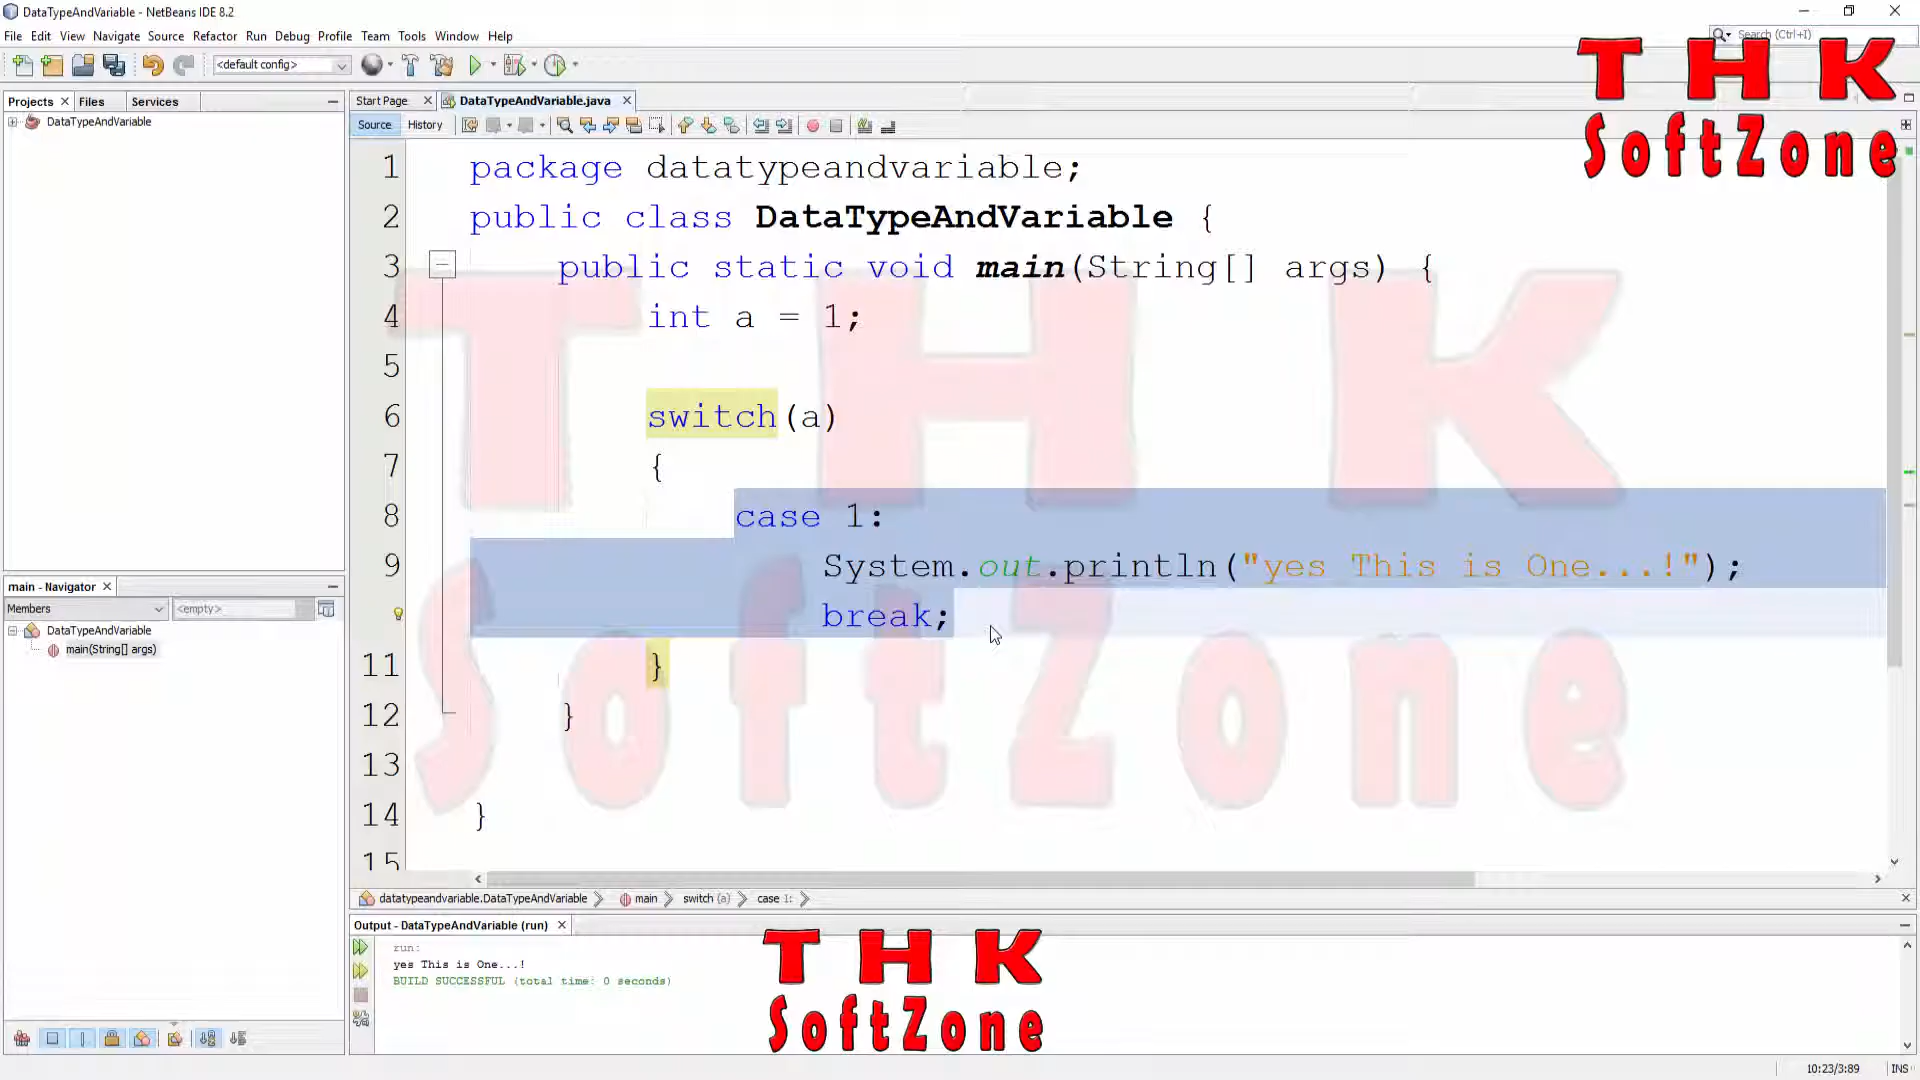 DataTypeAndVariable - NetBeans IDE 8.2
File Edit View Navigate Source Refactor Run Debug Profile Team Tools Window Help
Search (Ctrl+I)
<default config>
T H K
SoftZone
Projects Files Services
Start Page DataTypeAndVariable.java
DataTypeAndVariable
Source History
1 package datatypeandvariable;
2 public class DataTypeAndVariable {
3 public static void main(String[] args) {
4 int a = 1;
5
6 switch(a)
7 {
8 case 1:
9 System.out.println("yes This is One...!");
break;
11 }
12 }
13
14 }
15
T H K
SoftZone
main - Navigator
Members <empty>
DataTypeAndVariable
main(String[] args)
datatypeandvariable.DataTypeAndVariable main switch (a) case 1:
Output - DataTypeAndVariable (run)
run:
yes This is One...!
BUILD SUCCESSFUL (total time: 0 seconds)
T H K
SoftZone
10:23/3:89 INS